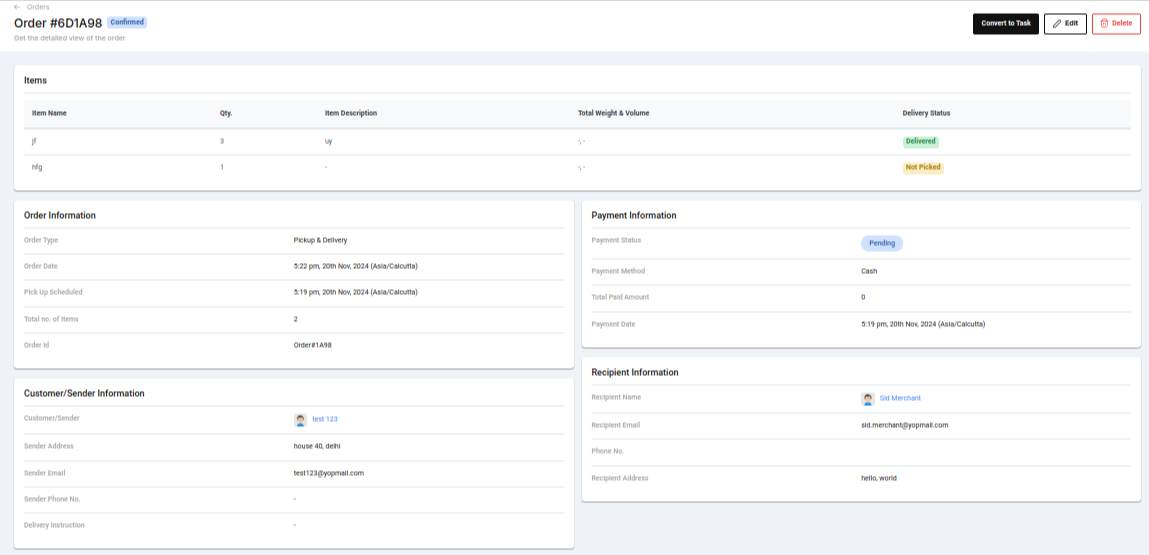 ← Orders
Order #6D1A98 Confirmed
Get the detailed view of the order
Convert to Task Edit Delete
Items
Item Name Qty. Item Description Total Weight & Volume Delivery Status
jf 3 uy -, - Delivered
hfg 1 - -, - Not Picked
Order Information
Order Type Pickup & Delivery
Order Date 5:22 pm, 20th Nov, 2024 (Asia/Calcutta)
Pick Up Scheduled 5:19 pm, 20th Nov, 2024 (Asia/Calcutta)
Total no. of items 2
Order Id Order#1A98
Customer/Sender Information
Customer/Sender test 123
Sender Address house 40, delhi
Sender Email test123@yopmail.com
Sender Phone No. -
Delivery Instruction -
Payment Information
Payment Status Pending
Payment Method Cash
Total Paid Amount 0
Payment Date 5:19 pm, 20th Nov, 2024 (Asia/Calcutta)
Recipient Information
Recipient Name Sid Merchant
Recipient Email sid.merchant@yopmail.com
Phone No.
Recipient Address hello, world